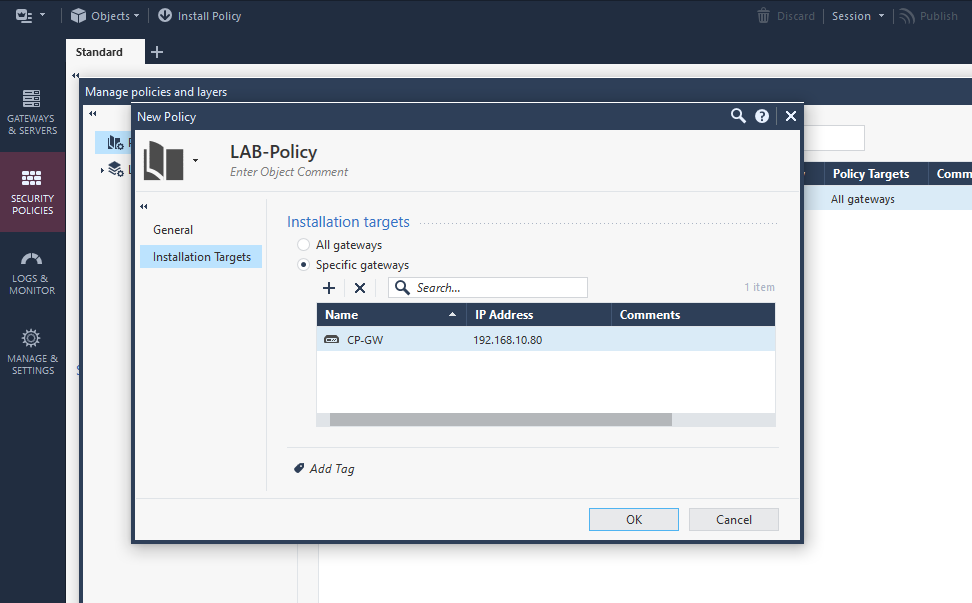 Objects
Install Policy
Discard
Session
Publish
Standard
GATEWAYS
& SERVERS
SECURITY
POLICIES
LOGS &
MONITOR
MANAGE &
SETTINGS
Manage policies and layers
New Policy
LAB-Policy
Enter Object Comment
General
Installation Targets
Installation targets
All gateways
Specific gateways
Search...
1 item
Name IP Address Comments
CP-GW 192.168.10.80
Add Tag
OK Cancel
Policy Targets Comm
All gateways